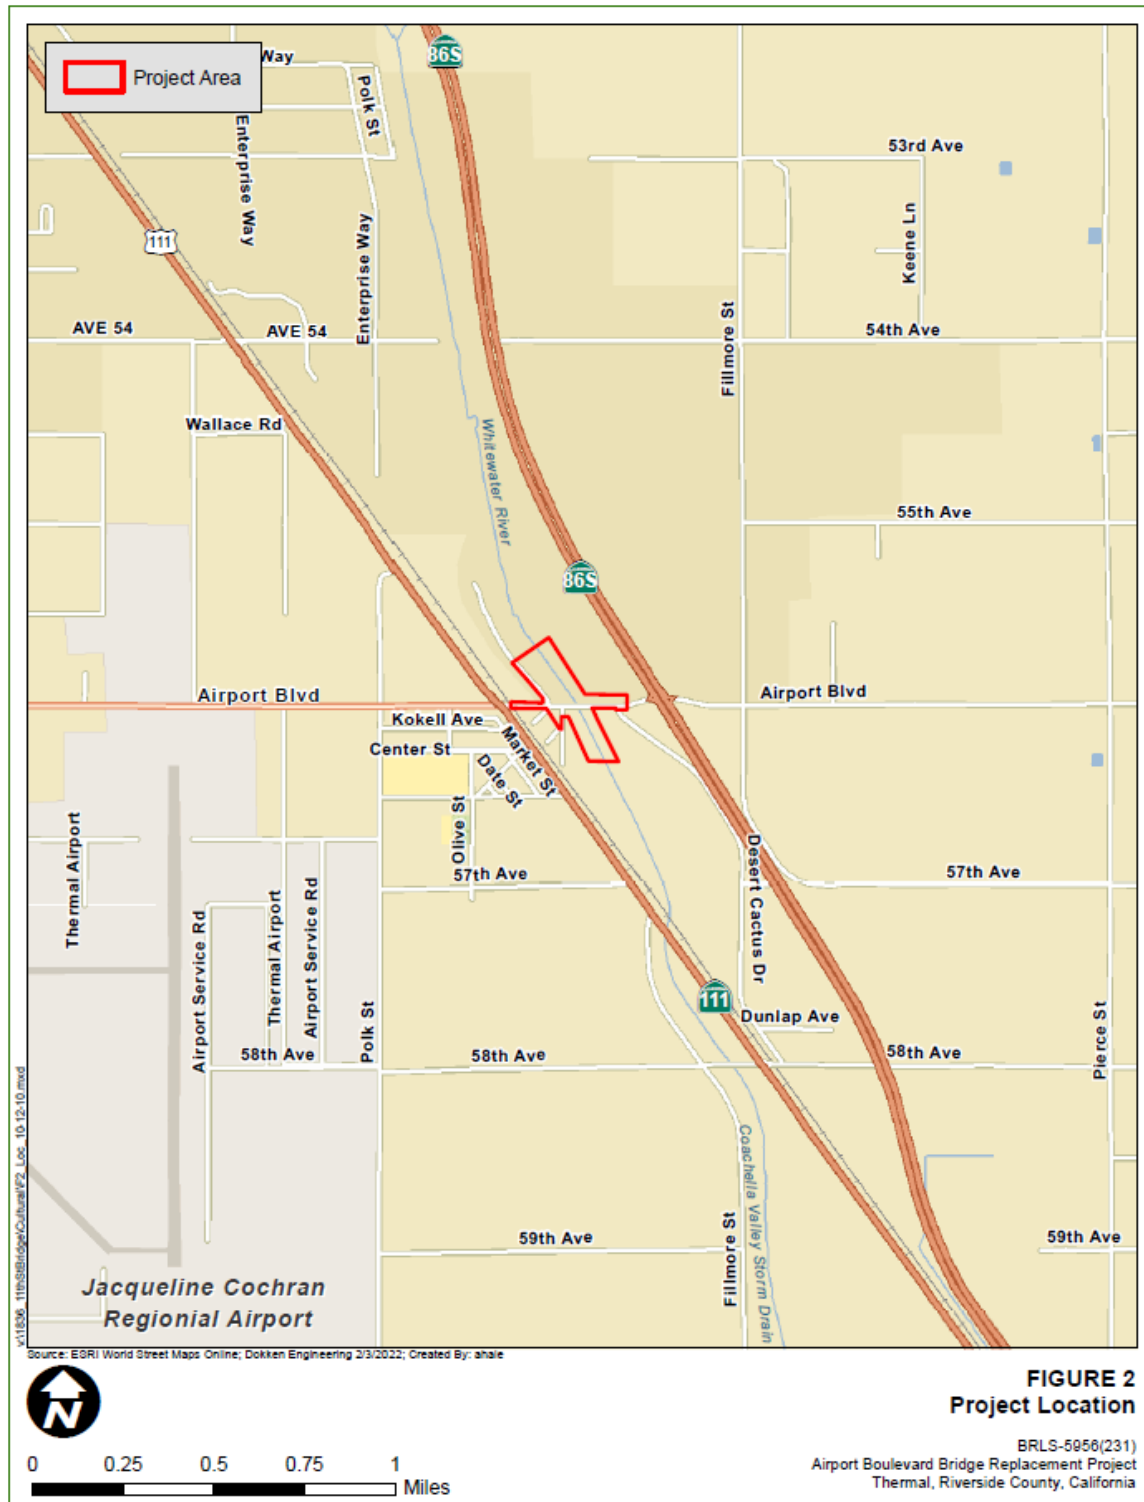 Project Area
Way
86S
Polk St
Enterprise Way
53rd Ave
Keene Ln
111
Enterprise Way
Fillmore St
AVE 54
AVE 54
54th Ave
Wallace Rd
Whitewater River
55th Ave
86S
Airport Blvd
Airport Blvd
Kokell Ave
Center St
Market St
Date St
Olive St
57th Ave
57th Ave
Desert Cactus Dr
Thermal Airport
Airport Service Rd
Thermal Airport
Airport Service Rd
Polk St
111
Dunlap Ave
58th Ave
58th Ave
58th Ave
Pierce St
Coachella Valley Storm Drain
Fillmore St
59th Ave
59th Ave
Jacqueline Cochran
Regionial Airport
Source: ESRI World Street Maps Online; Dokken Engineering 2/3/2022; Created By: ahale
N
0 0.25 0.5 0.75 1
Miles
FIGURE 2
Project Location
BRLS-5956(231)
Airport Boulevard Bridge Replacement Project
Thermal, Riverside County, California